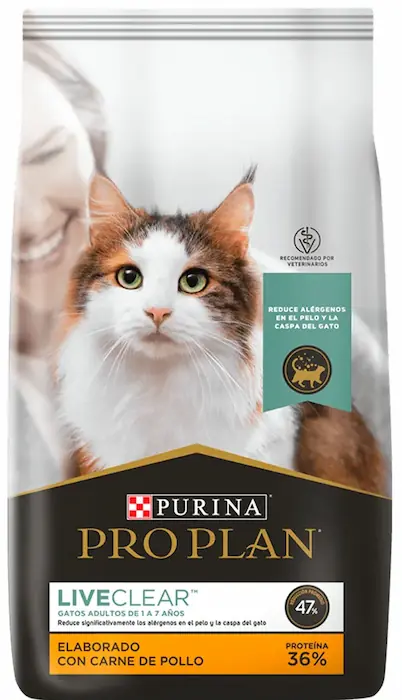 RECOMENDADO POR
VETERINARIOS
REDUCE ALÉRGENOS
EN EL PELO Y LA
CASPA DEL GATO
PURINA
PRO PLAN
LIVECLEAR™
GATOS ADULTOS DE 1 A 7 AÑOS
Reduce significativamente los alérgenos en el pelo y la caspa del gato
47%
ELABORADO
CON CARNE DE POLLO
PROTEÍNA
36%